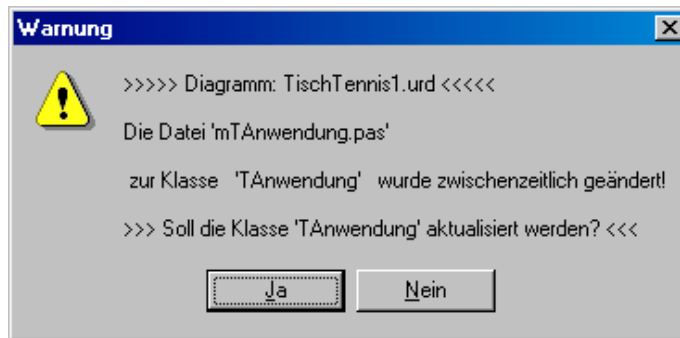 Warnung
>>>>> Diagramm: TischTennis1.urd <<<<<
Die Datei 'mTAnwendung.pas'
zur Klasse 'TAnwendung' wurde zwischenzeitlich geändert!
>>> Soll die Klasse 'TAnwendung' aktualisiert werden? <<<
Ja Nein